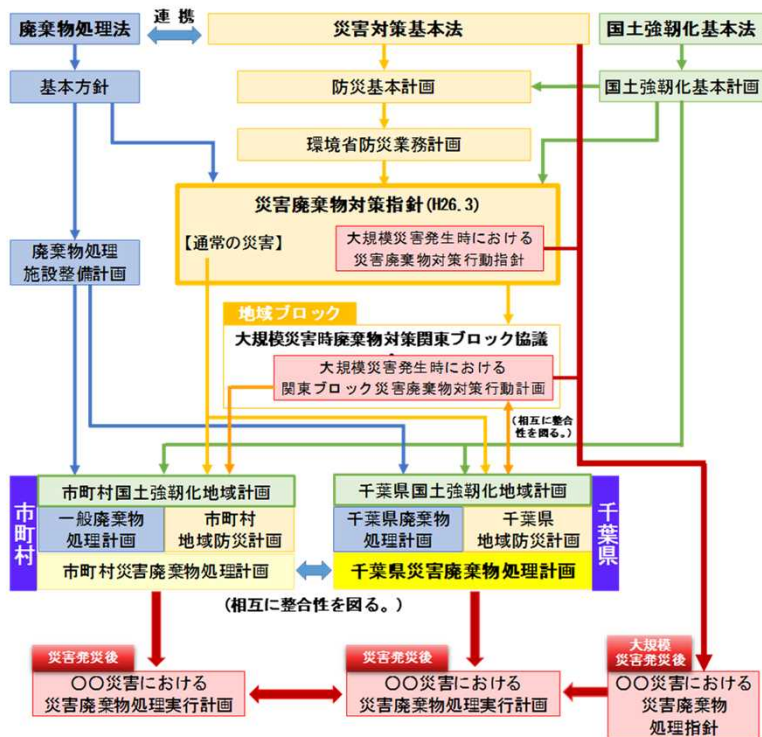 連携
廃棄物処理法
災害対策基本法
国土強靱化基本法
基本方針
防災基本計画
国土強靱化基本計画
環境省防災業務計画
災害廃棄物対策指針(H26.3)
【通常の災害】
大規模災害発生時における
災害廃棄物対策行動指針
廃棄物処理
施設整備計画
地域ブロック
大規模災害時廃棄物対策関東ブロック協議
大規模災害発生時における
関東ブロック災害廃棄物対策行動計画
(相互に整合
性を図る。)
市町村
市町村国土強靱化地域計画
一般廃棄物
処理計画
市町村
地域防災計画
市町村災害廃棄物処理計画
千葉県国土強靱化地域計画
千葉県廃棄物
処理計画
千葉県
地域防災計画
千葉県災害廃棄物処理計画
千葉県
(相互に整合性を図る。)
災害発災後
〇〇災害における
災害廃棄物処理実行計画
災害発災後
〇〇災害における
災害廃棄物処理実行計画
大規模
災害発災後
〇〇災害における
災害廃棄物
処理指針